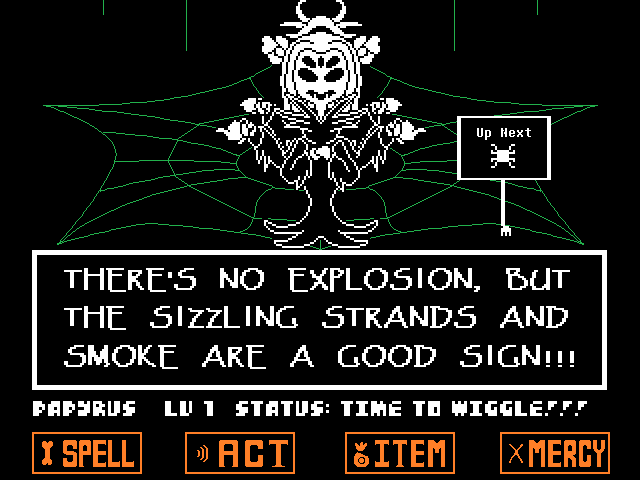 Up Next
THERE'S NO EXPLOSION, BUT
THE SIZZLING STRANDS AND
SMOKE ARE A GOOD SIGN!!!
PAPYRUS LV 1 STATUS: TIME TO WIGGLE!!!
SPELL ACT ITEM MERCY